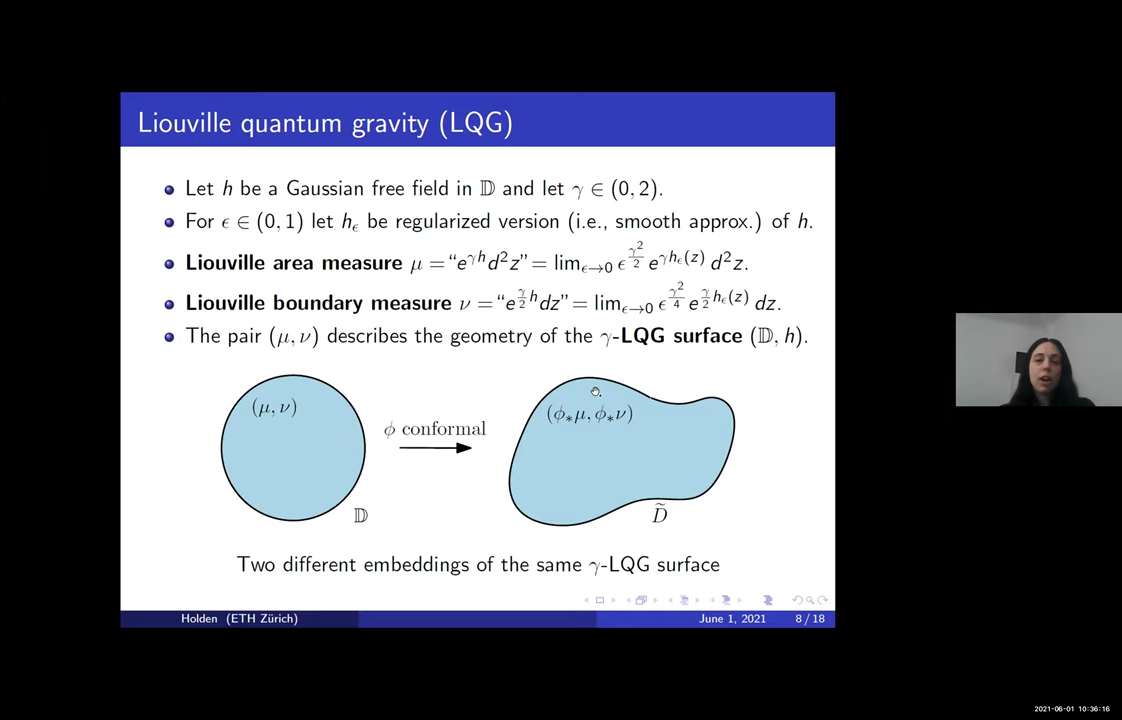 Liouville quantum gravity (LQG)
Let h be a Gaussian free field in 𝔻 and let γ ∈ (0, 2).
For ϵ ∈ (0, 1) let h_ϵ be regularized version (i.e., smooth approx.) of h.
Liouville area measure μ = “e^{γh}d²z” = lim_{ϵ→0} ϵ^{γ²/2} e^{γh_ϵ(z)} d²z.
Liouville boundary measure ν = “e^{γ/2 h}dz” = lim_{ϵ→0} ϵ^{γ²/4} e^{γ/2 h_ϵ(z)} dz.
The pair (μ, ν) describes the geometry of the γ-LQG surface (𝔻, h).
(μ, ν)
ϕ conformal
(ϕ_*μ, ϕ_*ν)
𝔻
D̃
Two different embeddings of the same γ-LQG surface
Holden (ETH Zürich)
June 1, 2021
8 / 18
2021-06-01 10:36:16